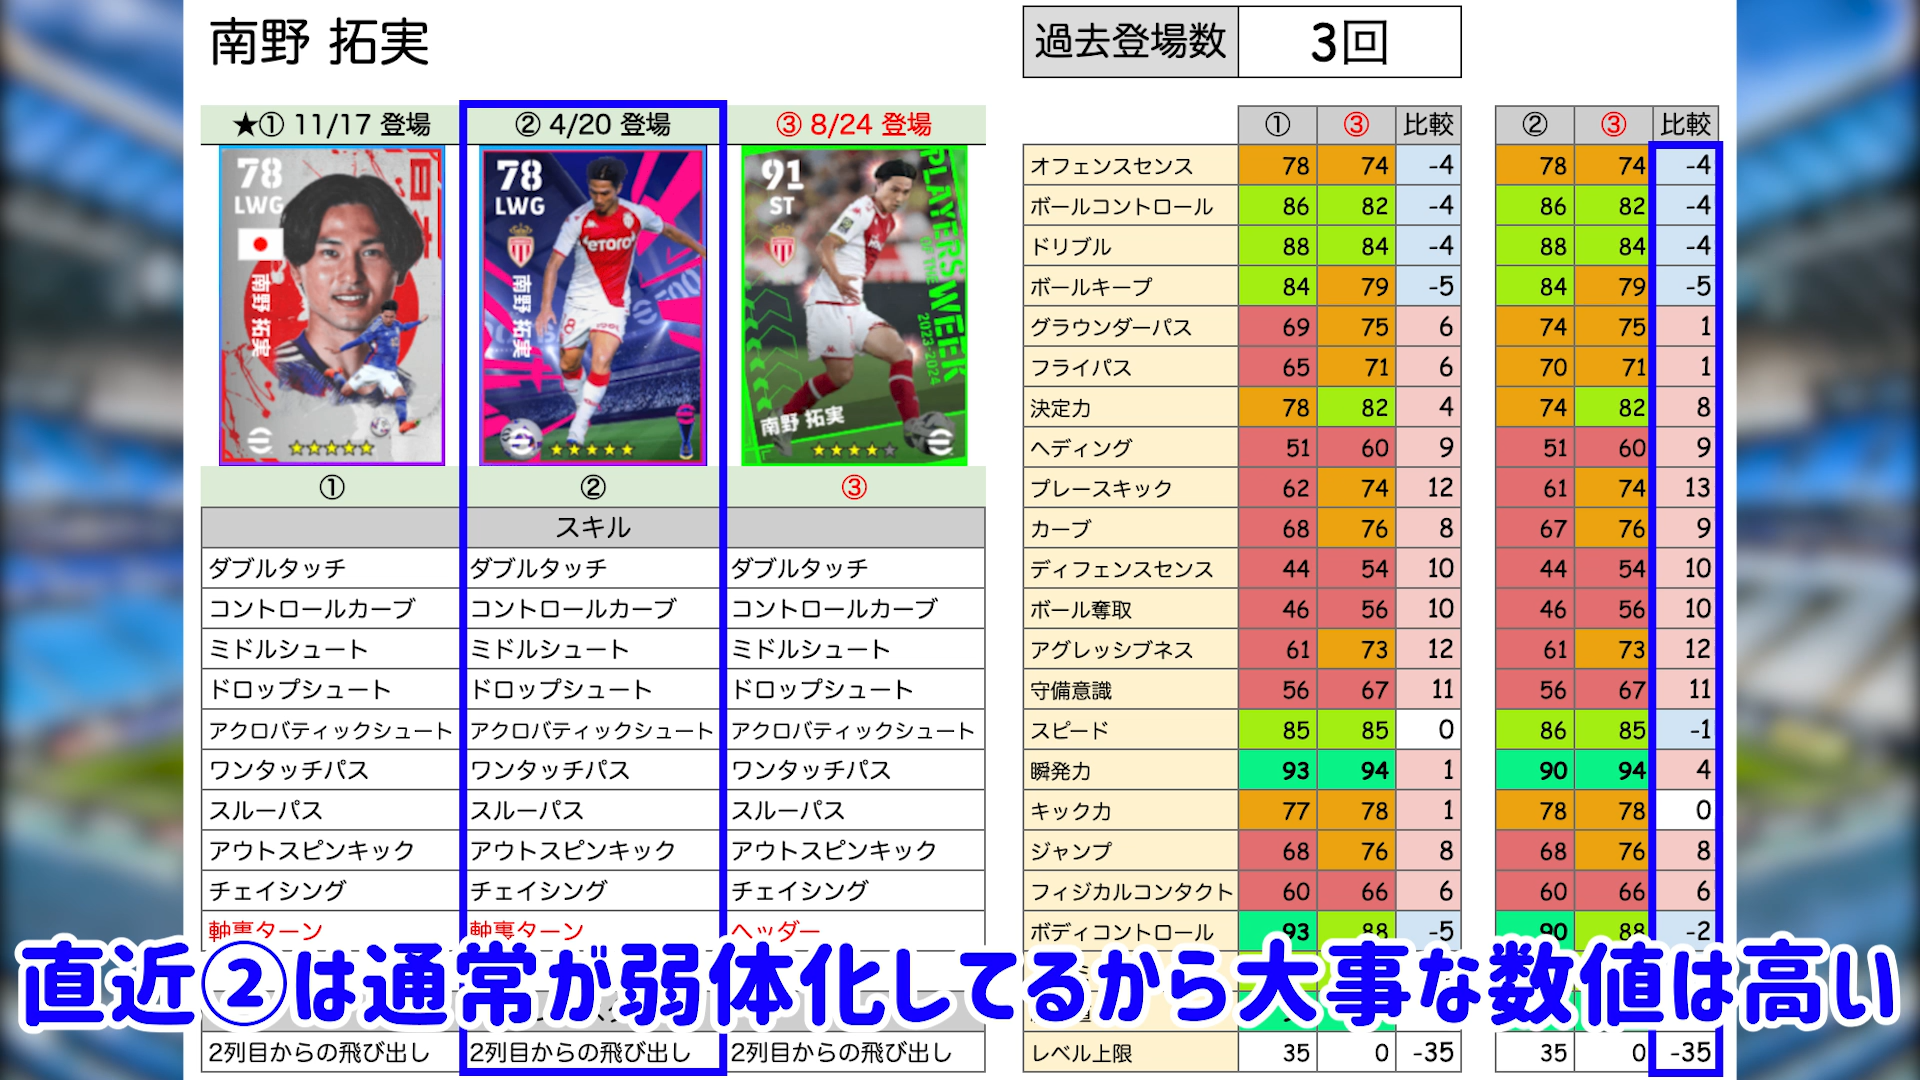 南野 拓実
過去登場数 3回
★① 11/17 登場 ② 4/20 登場 ③ 8/24 登場
78 LWG 南野 拓実
78 LWG 南野 拓実
91 ST PLAYERS OF THE WEEK 2023-2024 南野 拓実
① ② ③
スキル
ダブルタッチ ダブルタッチ ダブルタッチ
コントロールカーブ コントロールカーブ コントロールカーブ
ミドルシュート ミドルシュート ミドルシュート
ドロップシュート ドロップシュート ドロップシュート
アクロバティックシュート アクロバティックシュート アクロバティックシュート
ワンタッチパス ワンタッチパス ワンタッチパス
スルーパス スルーパス スルーパス
アウトスピンキック アウトスピンキック アウトスピンキック
チェイシング チェイシング チェイシング
軸裏ターン 軸裏ターン ヘッダー
2列目からの飛び出し 2列目からの飛び出し 2列目からの飛び出し
① ③ 比較 ② ③ 比較
オフェンスセンス 78 74 -4 78 74 -4
ボールコントロール 86 82 -4 86 82 -4
ドリブル 88 84 -4 88 84 -4
ボールキープ 84 79 -5 84 79 -5
グラウンダーパス 69 75 6 74 75 1
フライパス 65 71 6 70 71 1
決定力 78 82 4 74 82 8
ヘディング 51 60 9 51 60 9
プレースキック 62 74 12 61 74 13
カーブ 68 76 8 67 76 9
ディフェンスセンス 44 54 10 44 54 10
ボール奪取 46 56 10 46 56 10
アグレッシブネス 61 73 12 61 73 12
守備意識 56 67 11 56 67 11
スピード 85 85 0 86 85 -1
瞬発力 93 94 1 90 94 4
キック力 77 78 1 78 78 0
ジャンプ 68 76 8 68 76 8
フィジカルコンタクト 60 66 6 60 66 6
ボディコントロール 93 88 -5 90 88 -2
レベル上限 35 0 -35 35 0 -35
直近②は通常が弱体化してるから大事な数値は高い